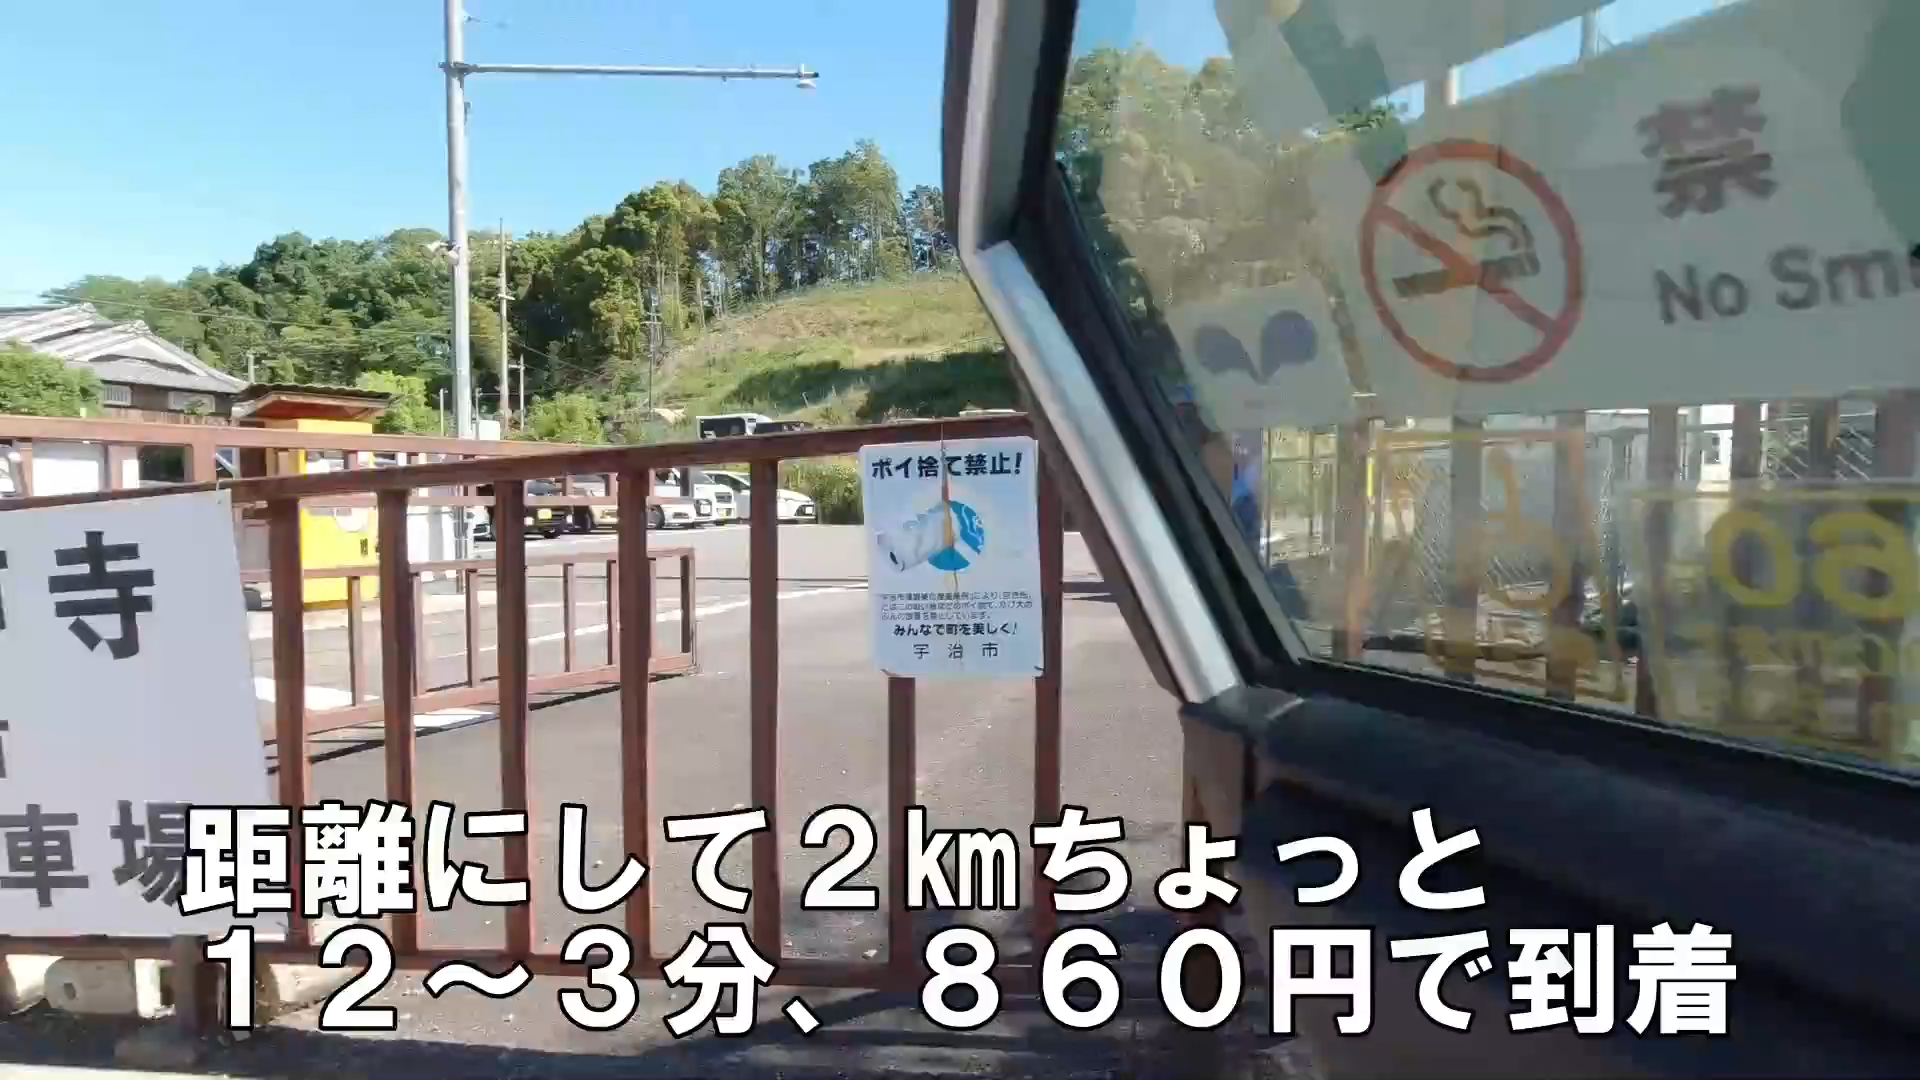 禁
No Smo
ポイ捨て禁止!
みんなで町を美しく!
宇治市
寺
車場
距離にして２㎞ちょっと
１２～３分、８６０円で到着